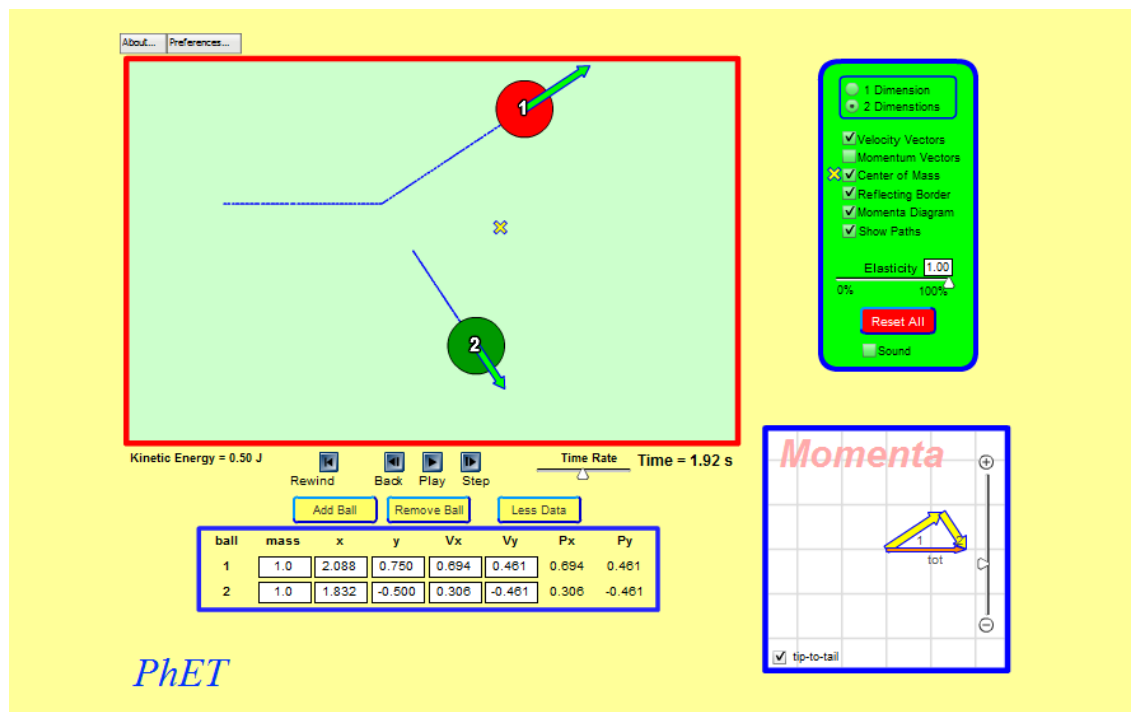 About... Preferences...
1
2
1 Dimension
2 Dimenstions
Velocity Vectors
Momentum Vectors
Center of Mass
Reflecting Border
Momenta Diagram
Show Paths
Elasticity 1.00
0% 100%
Reset All
Sound
Kinetic Energy = 0.50 J
Rewind Back Play Step
Time Rate Time = 1.92 s
Add Ball Remove Ball Less Data
ball mass x y Vx Vy Px Py
1 1.0 2.088 0.750 0.694 0.461 0.694 0.461
2 1.0 1.832 -0.500 0.306 -0.461 0.306 -0.461
Momenta
1 2
tot
tip-to-tail
PhET